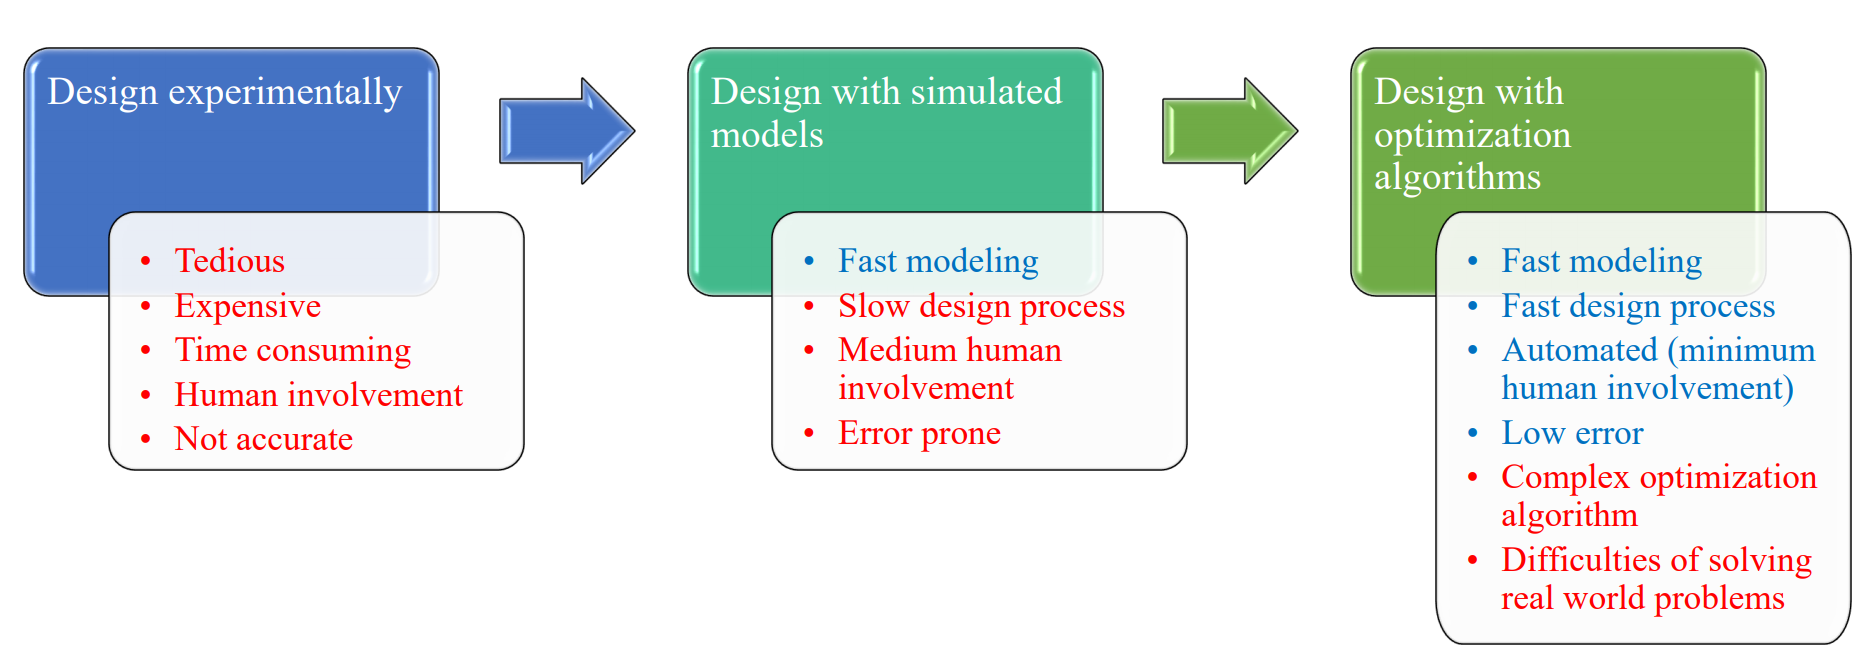 Design experimentally
• Tedious
• Expensive
• Time consuming
• Human involvement
• Not accurate
Design with simulated
models
• Fast modeling
• Slow design process
• Medium human
involvement
• Error prone
Design with
optimization
algorithms
• Fast modeling
• Fast design process
• Automated (minimum
human involvement)
• Low error
• Complex optimization
algorithm
• Difficulties of solving
real world problems